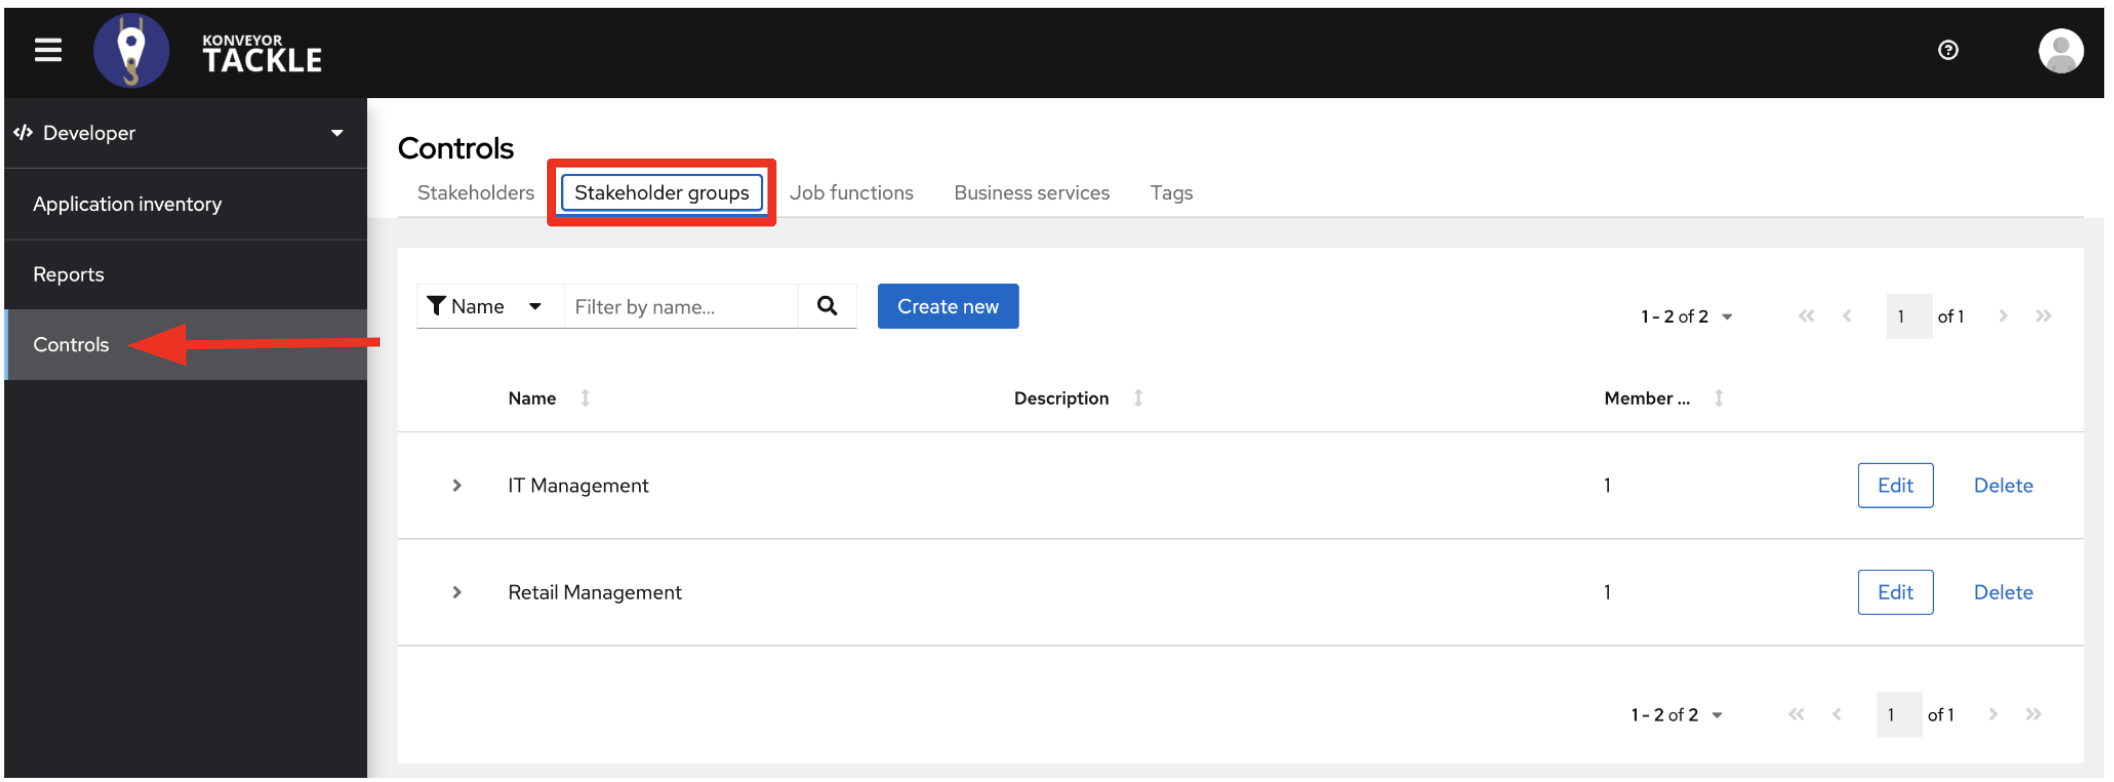 KONVEYOR
TACKLE
Developer
Application inventory
Reports
Controls
Controls
Stakeholders Stakeholder groups Job functions Business services Tags
Name Filter by name... Create new 1 - 2 of 2 1 of 1
Name Description Member ...
IT Management 1 Edit Delete
Retail Management 1 Edit Delete
1 - 2 of 2 1 of 1